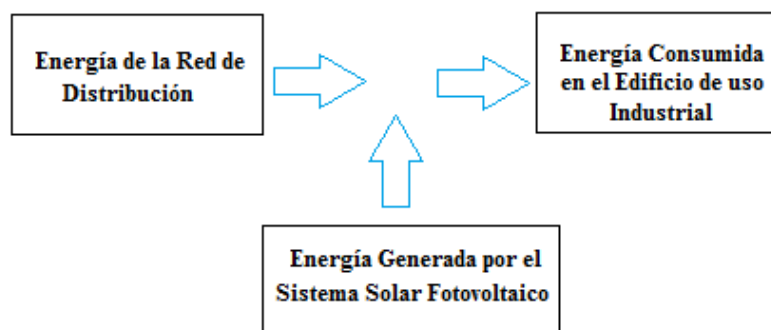 Energía de la Red de
Distribución
Energía Consumida
en el Edificio de uso
Industrial
Energía Generada por el
Sistema Solar Fotovoltaico